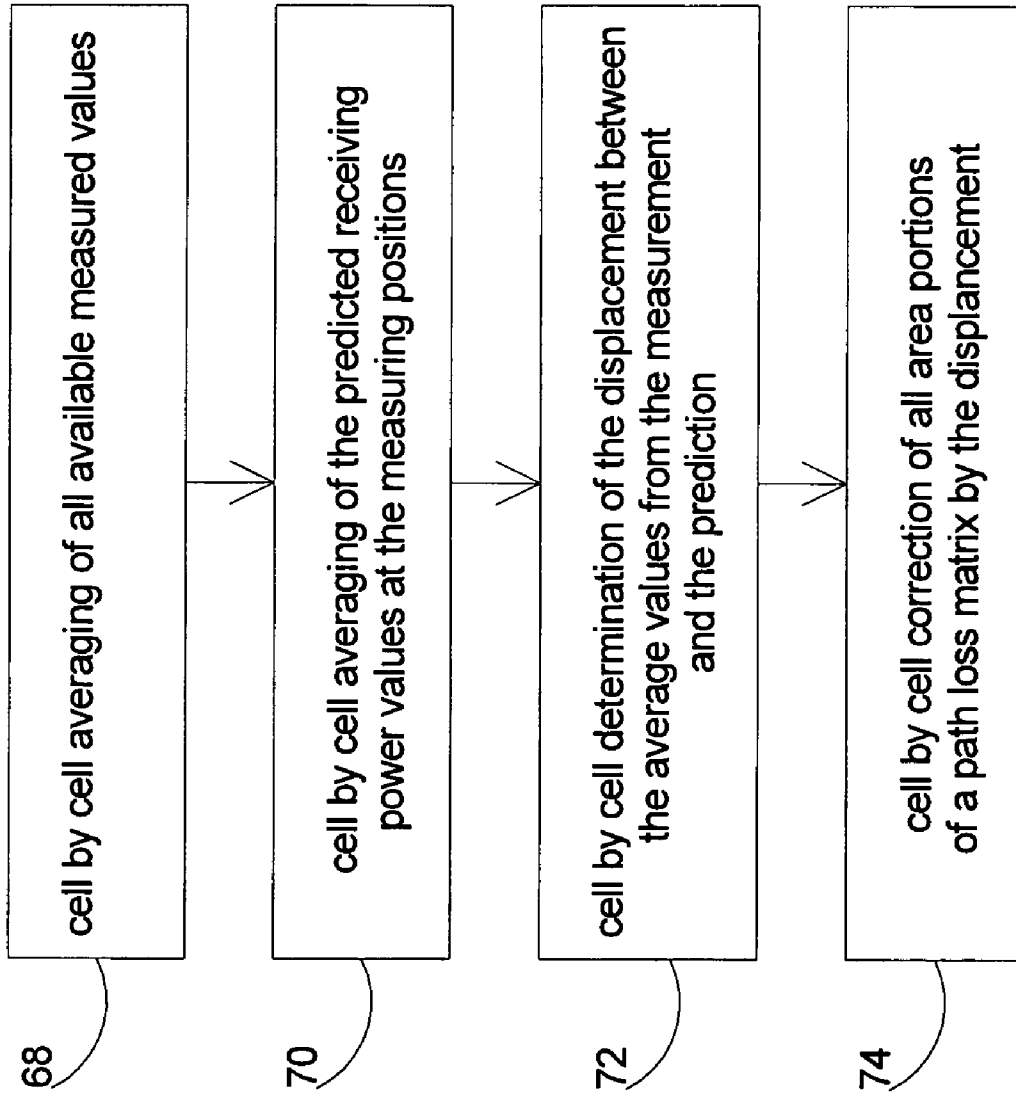 68
cell by cell averaging of all available measured values
70
cell by cell averaging of the predicted receiving
power values at the measuring positions
72
cell by cell determination of the displacement between
the average values from the measurement
and the prediction
74
cell by cell correction of all area portions
of a path loss matrix by the displancement